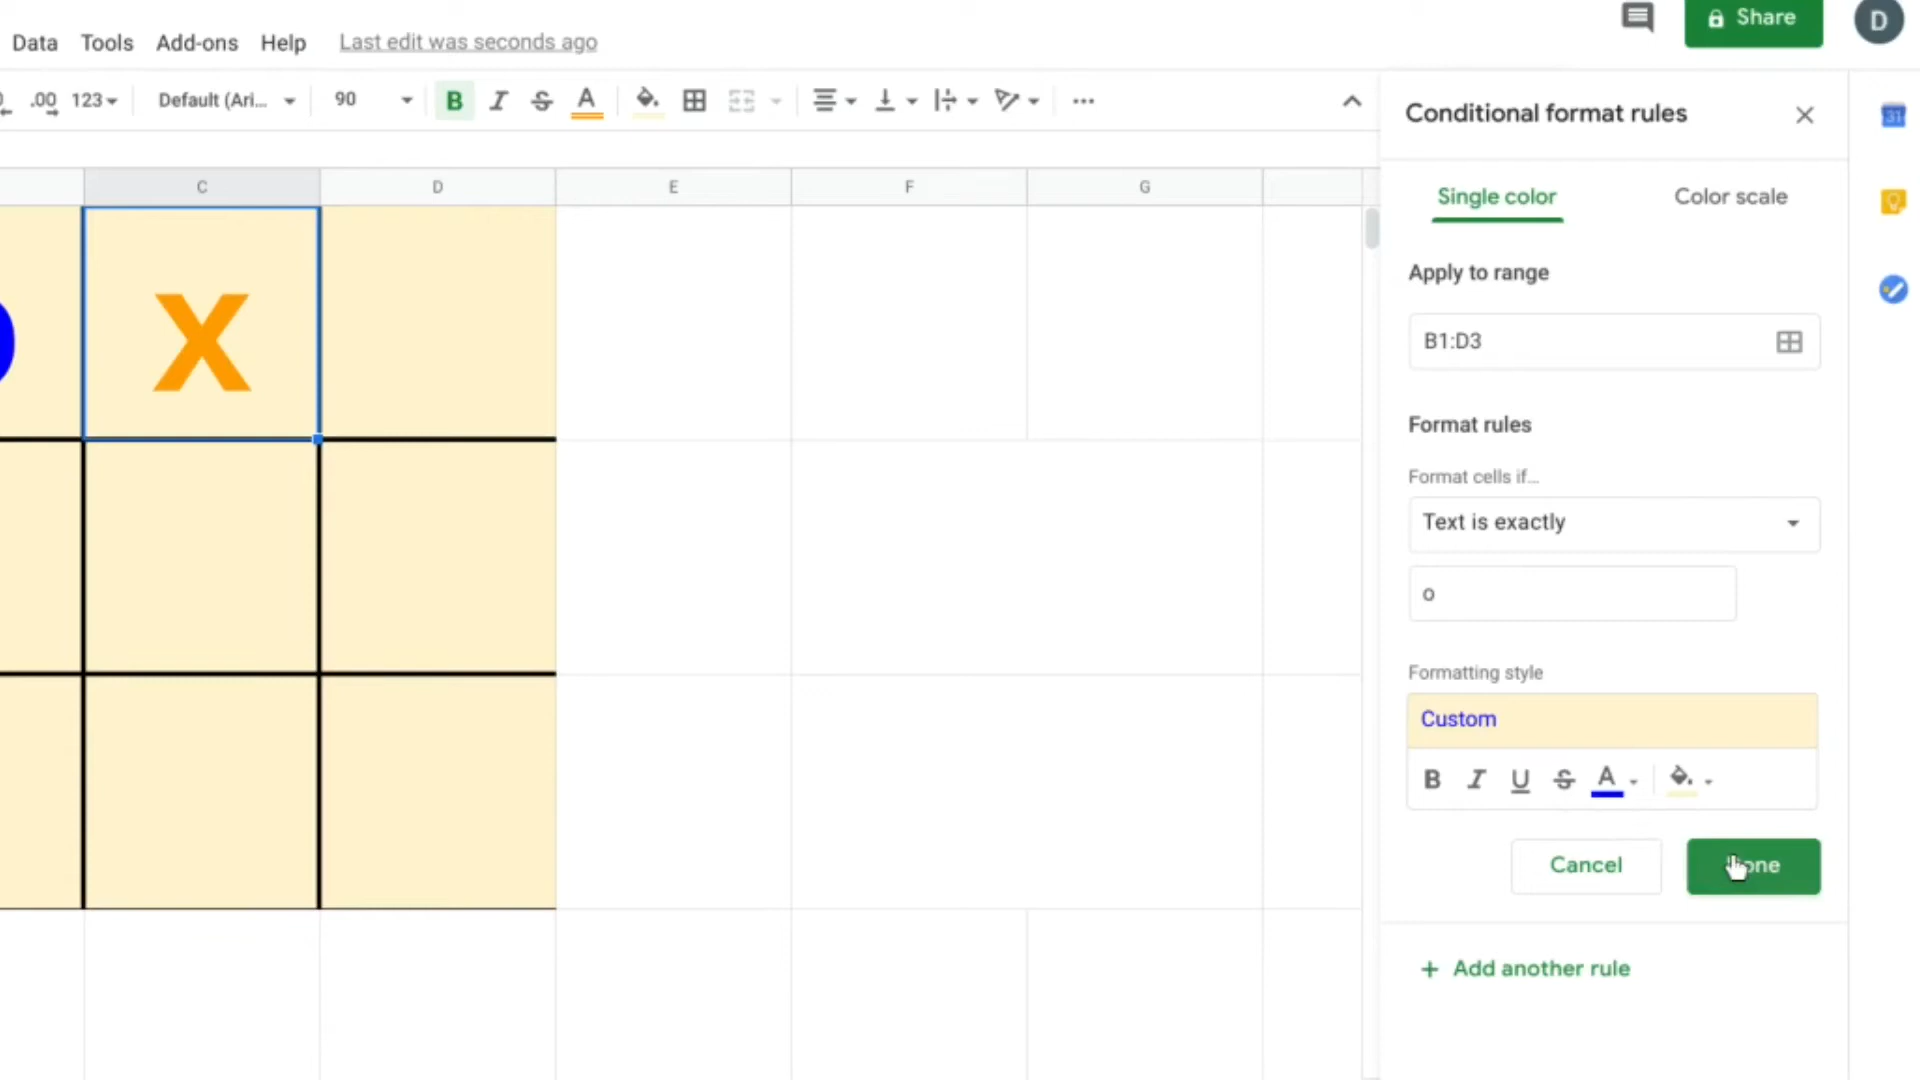 Data Tools Add-ons Help Last edit was seconds ago
Share
D
.00 123 Default (Ari... 90 B I S A
Conditional format rules
31
C D E F G
Single color Color scale
Apply to range
X
B1:D3
Format rules
Format cells if...
Text is exactly
o
Formatting style
Custom
B I U S A
Cancel
+ Add another rule